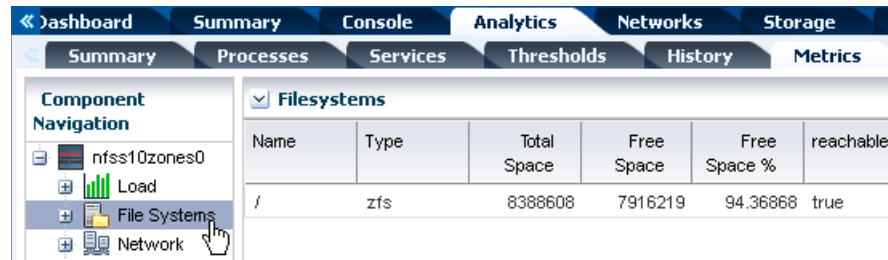 Dashboard Summary Console Analytics Networks Storage
Summary Processes Services Thresholds History Metrics
Component
Navigation
nfss10zones0
Load
File Systems
Network
Filesystems
Name Type Total Space Free Space Free Space % reachable
/ zfs 8388608 7916219 94.36868 true